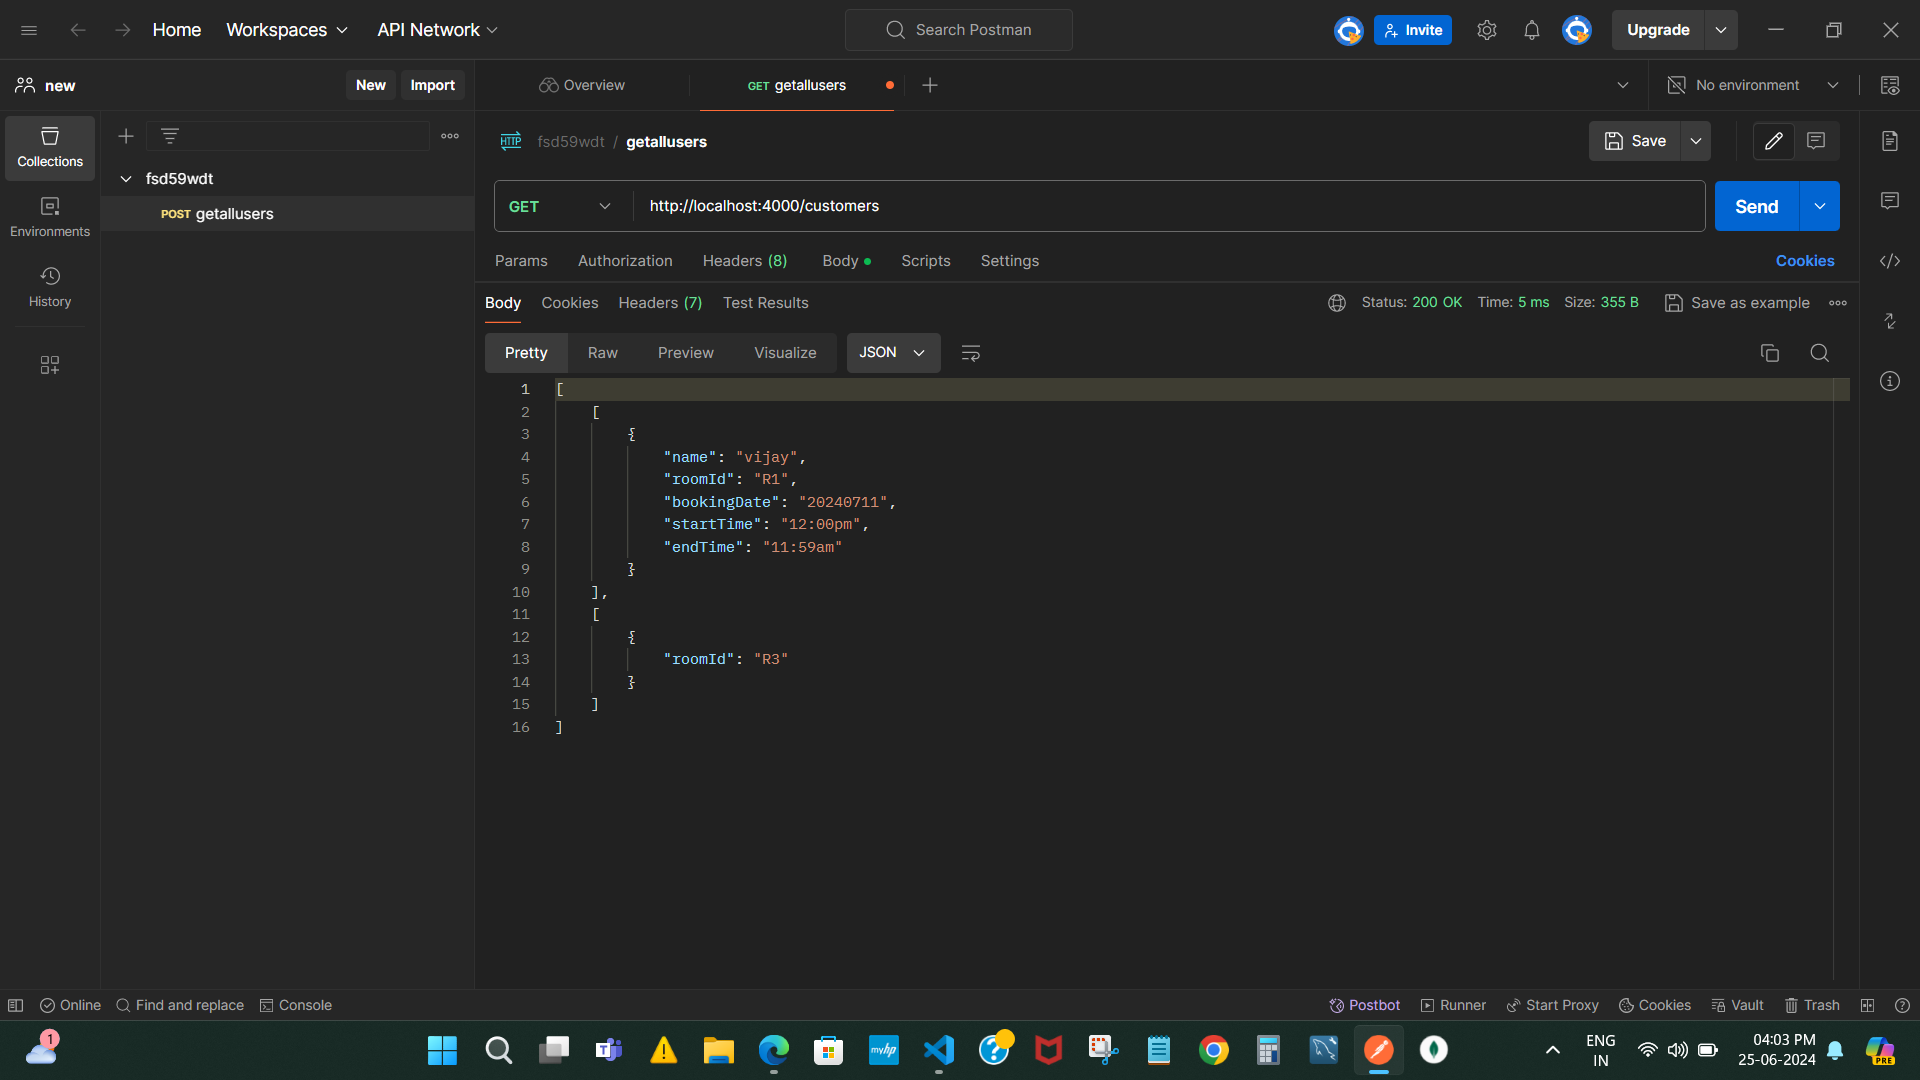 Home Workspaces API Network Search Postman Invite Upgrade
new New Import Overview GET getallusers No environment
Collections
HTTP fsd59wdt / getallusers Save
fsd59wdt
POST getallusers
GET http://localhost:4000/customers Send
Environments
Params Authorization Headers (8) Body Scripts Settings Cookies
History
Body Cookies Headers (7) Test Results Status: 200 OK Time: 5 ms Size: 355 B Save as example
Pretty Raw Preview Visualize JSON
1 [
2 [
3 {
4 "name": "vijay",
5 "roomId": "R1",
6 "bookingDate": "20240711",
7 "startTime": "12:00pm",
8 "endTime": "11:59am"
9 }
10 ],
11 [
12 {
13 "roomId": "R3"
14 }
15 ]
16 ]
Online Find and replace Console Postbot Runner Start Proxy Cookies Vault Trash
1 myhp ENG 04:03 PM
IN 25-06-2024 PRE